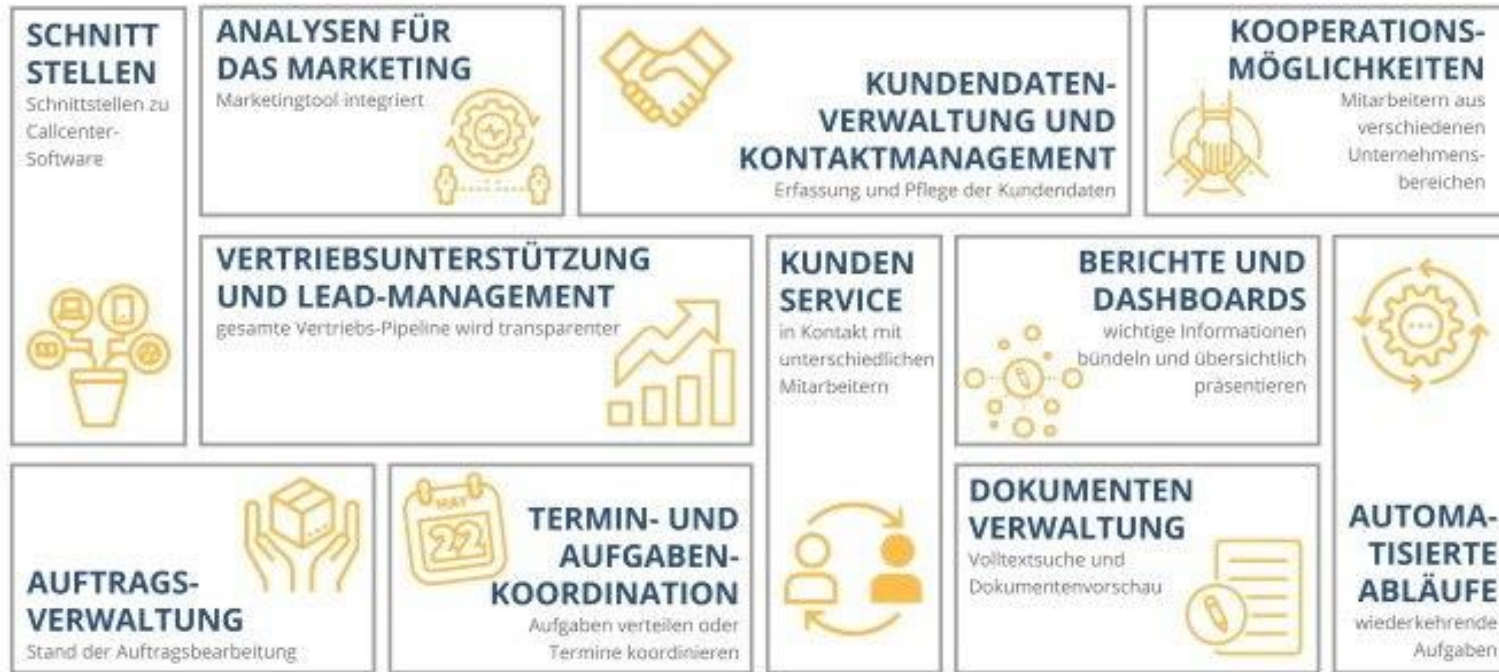 SCHNITT
STELLEN
Schnittstellen zu
Callcenter-
Software
ANALYSEN FÜR
DAS MARKETING
Marketingtool integriert
KUNDENDATEN-
VERWALTUNG UND
KONTAKTMANAGEMENT
Erfassung und Pflege der Kundendaten
KOOPERATIONS-
MÖGLICHKEITEN
Mitarbeitern aus
verschiedenen
Unternehmens-
bereichen
VERTRIEBSUNTERSTÜTZUNG
UND LEAD-MANAGEMENT
gesamte Vertriebs-Pipeline wird transparenter
KUNDEN
SERVICE
in Kontakt mit
unterschiedlichen
Mitarbeitern
BERICHTE UND
DASHBOARDS
wichtige Informationen
bündeln und übersichtlich
präsentieren
AUFTRAGS-
VERWALTUNG
Stand der Auftragsbearbeitung
MAY
22
TERMIN- UND
AUFGABEN-
KOORDINATION
Aufgaben verteilen oder
Termine koordinieren
DOKUMENTEN
VERWALTUNG
Volltextsuche und
Dokumentenvorschau
AUTOMA-
TISIERTE
ABLÄUFE
wiederkehrende
Aufgaben